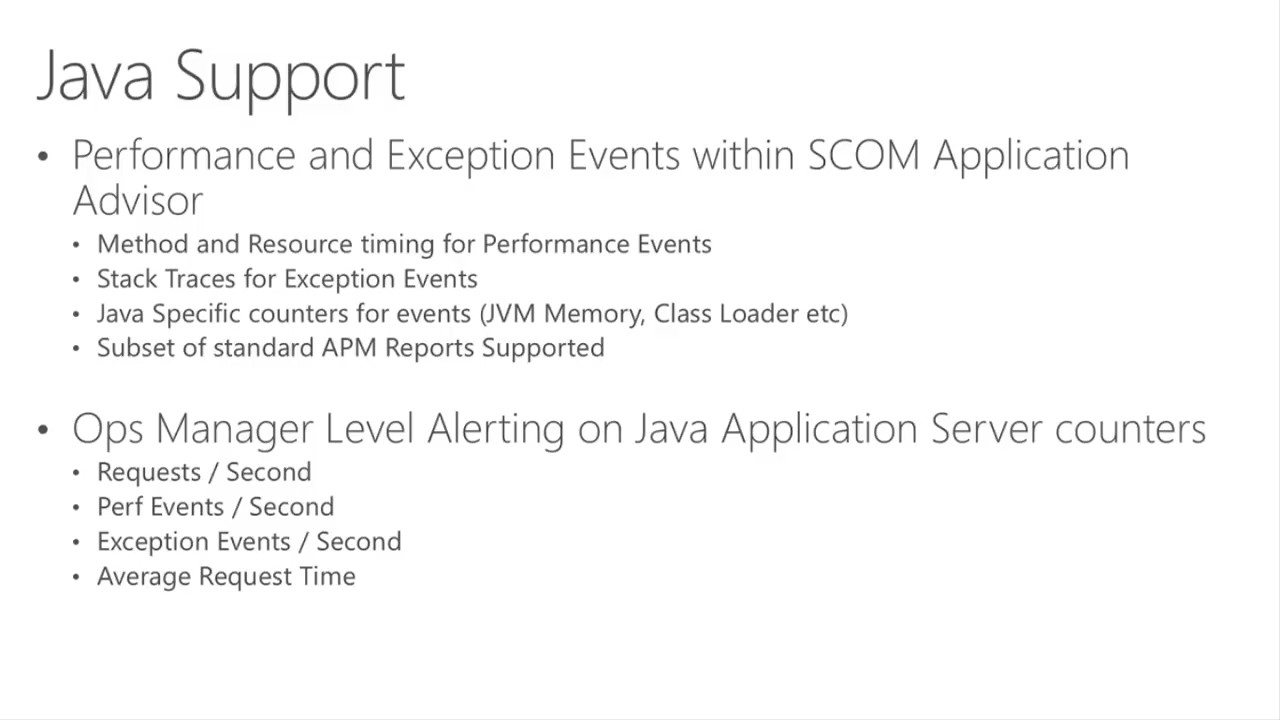 Java Support
• Performance and Exception Events within SCOM Application
Advisor
• Method and Resource timing for Performance Events
• Stack Traces for Exception Events
• Java Specific counters for events (JVM Memory, Class Loader etc)
• Subset of standard APM Reports Supported
• Ops Manager Level Alerting on Java Application Server counters
• Requests / Second
• Perf Events / Second
• Exception Events / Second
• Average Request Time